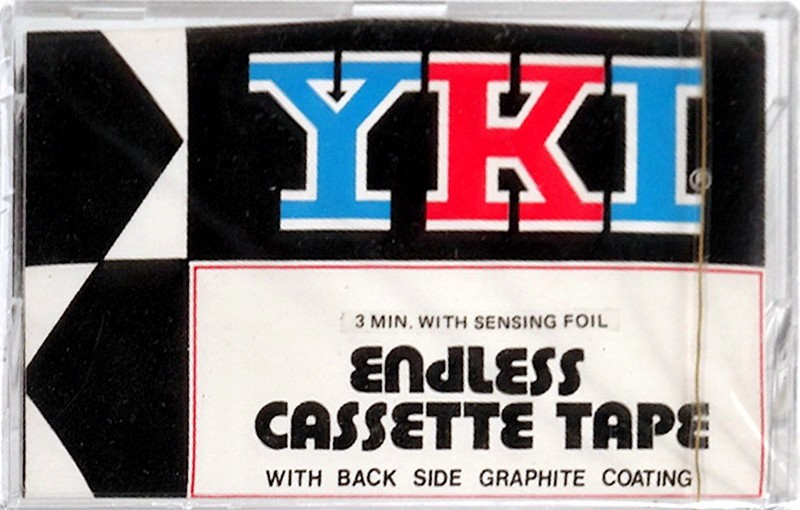 YKI®
3 MIN. WITH SENSING FOIL
ENdLESS
CASSETTE TAPE
WITH BACK SIDE GRAPHITE COATING